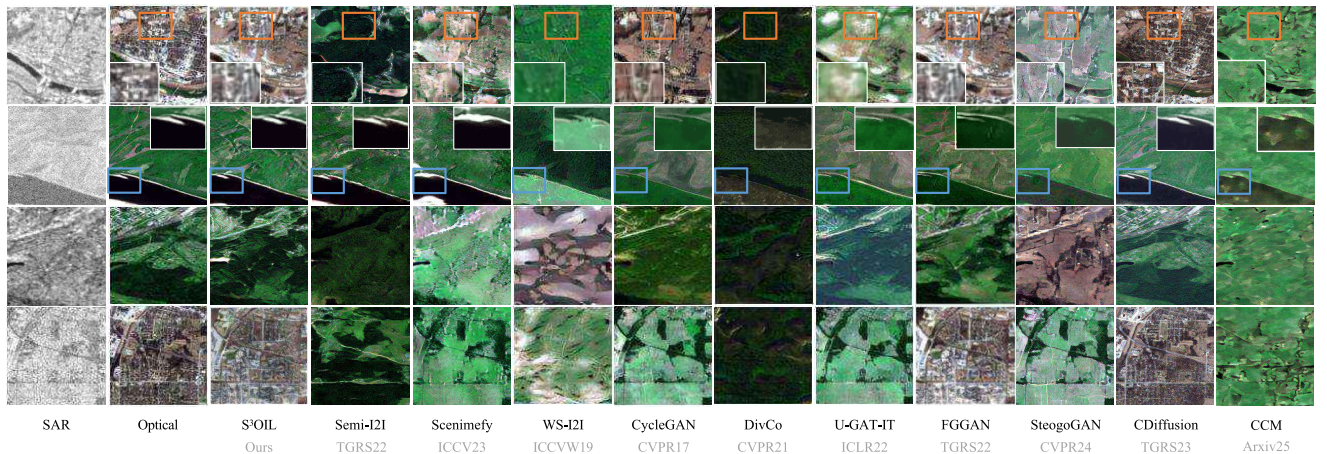 SAR Optical S³OIL Semi-I2I Scenimefy WS-I2I CycleGAN DivCo U-GAT-IT FGGAN SteogoGAN CDiffusion CCM
Ours TGRS22 ICCV23 ICCVW19 CVPR17 CVPR21 ICLR22 TGRS22 CVPR24 TGRS23 Arxiv25